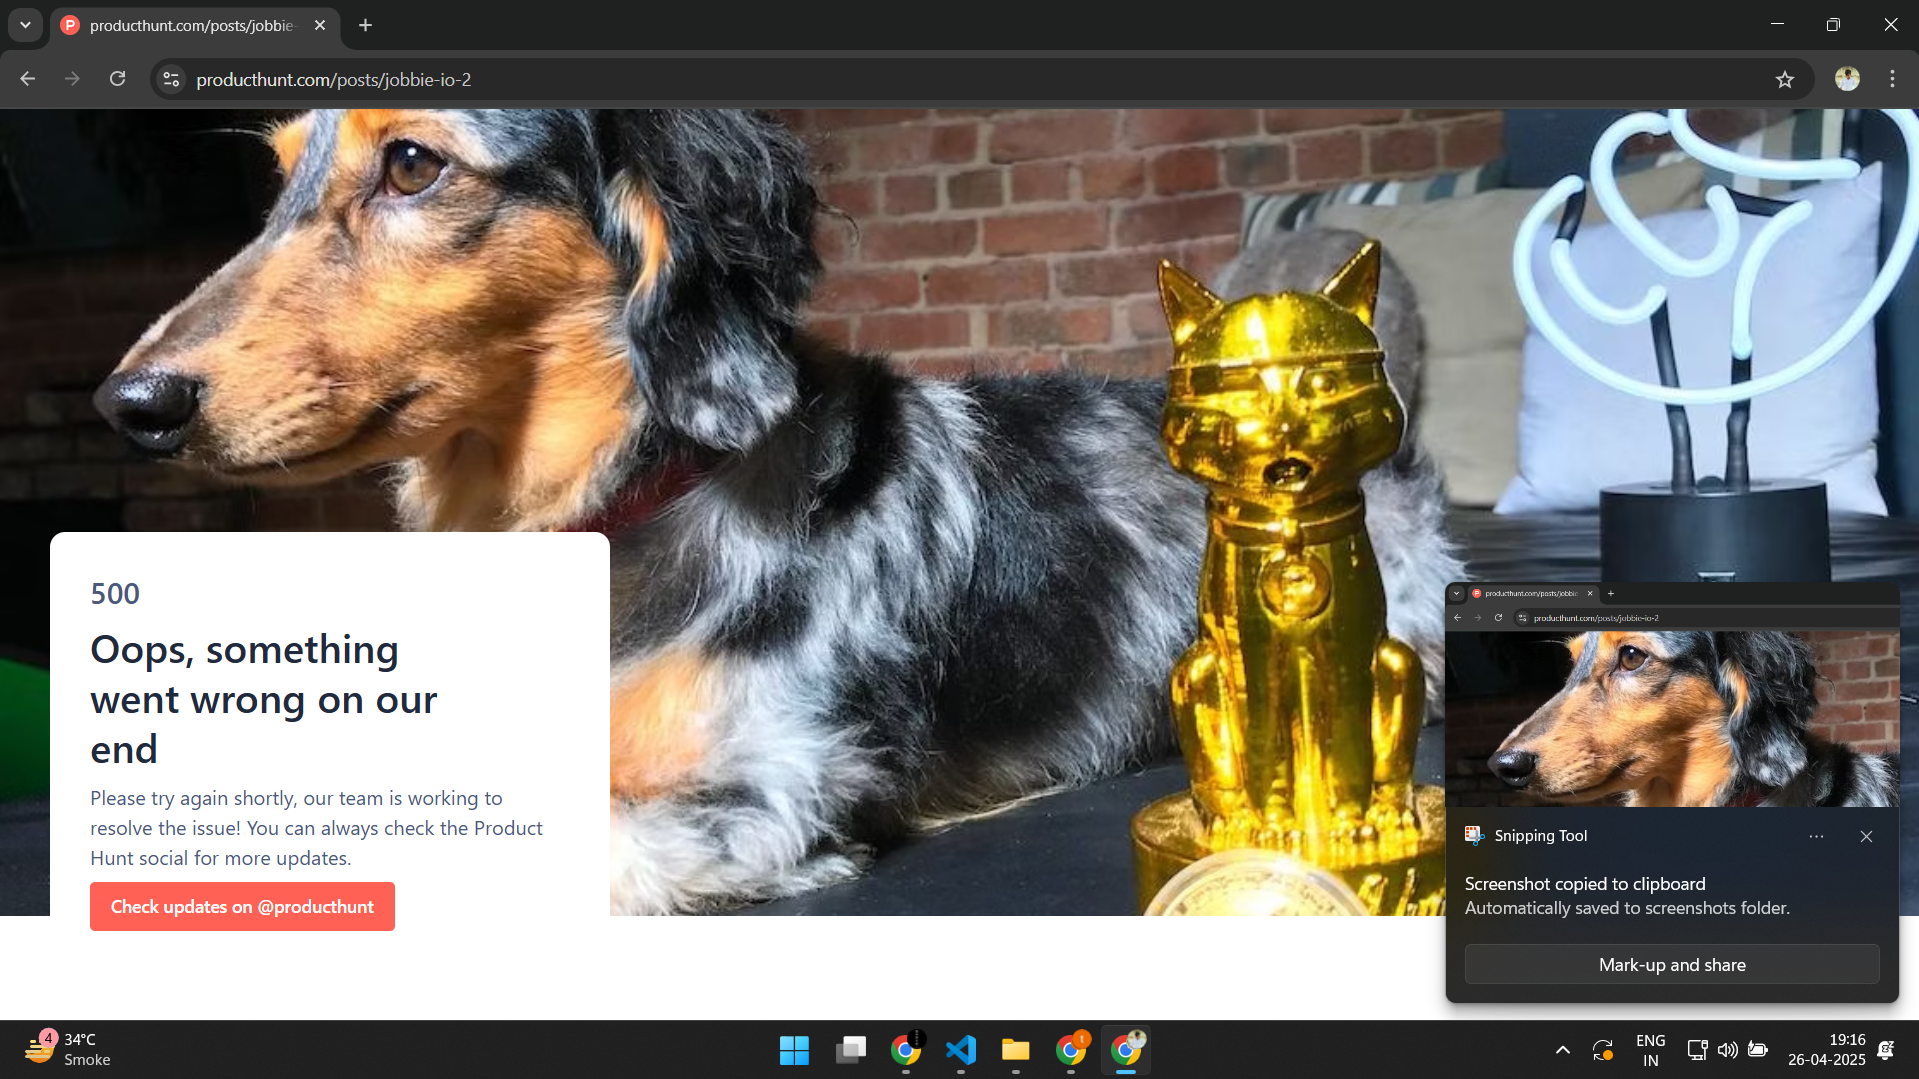 producthunt.com/posts/jobbie-
producthunt.com/posts/jobbie-io-2
500
Oops, something
went wrong on our
end
Please try again shortly, our team is working to
resolve the issue! You can always check the Product
Hunt social for more updates.
Check updates on @producthunt
producthunt.com/posts/jobbie
producthunt.com/posts/jobbie-io-2
Snipping Tool
Screenshot copied to clipboard
Automatically saved to screenshots folder.
Mark-up and share
4
34°C
Smoke
t
ENG
IN
19:16
26-04-2025